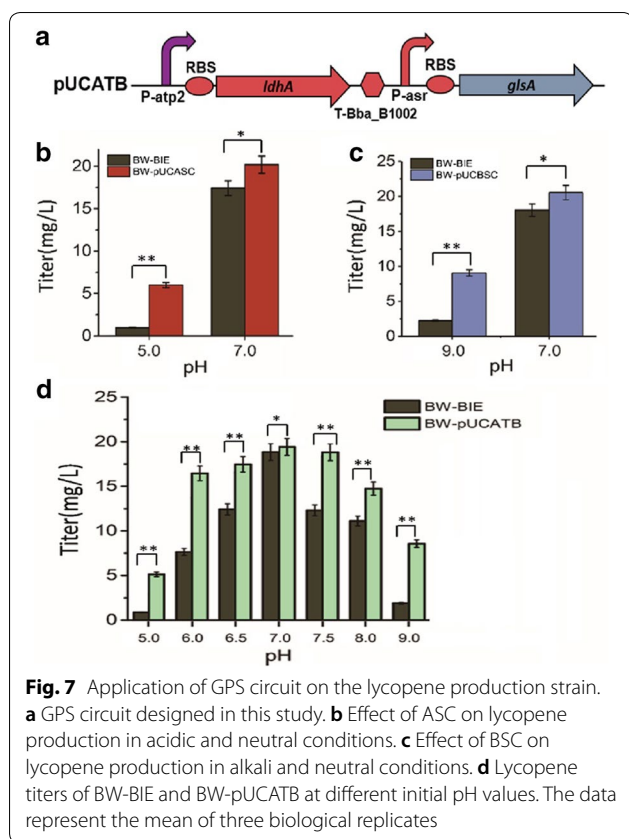 a
RBS
RBS
pUCATB
ldhA
glsA
P-atp2
P-asr
T-Bba_B1002
b
BW-BIE
BW-pUCASC
*
**
Titer(mg/L)
20
15
10
5
0
5.0
7.0
pH
c
BW-BIE
BW-pUCBSC
*
**
Titer(mg/L)
25
20
15
10
5
0
9.0
7.0
pH
d
BW-BIE
BW-pUCATB
**
**
**
*
**
**
**
Titer(mg/L)
25
20
15
10
5
0
5.0
6.0
6.5
7.0
7.5
8.0
9.0
pH
Fig. 7 Application of GPS circuit on the lycopene production strain.
a GPS circuit designed in this study. b Effect of ASC on lycopene
production in acidic and neutral conditions. c Effect of BSC on
lycopene production in alkali and neutral conditions. d Lycopene
titers of BW-BIE and BW-pUCATB at different initial pH values. The data
represent the mean of three biological replicates